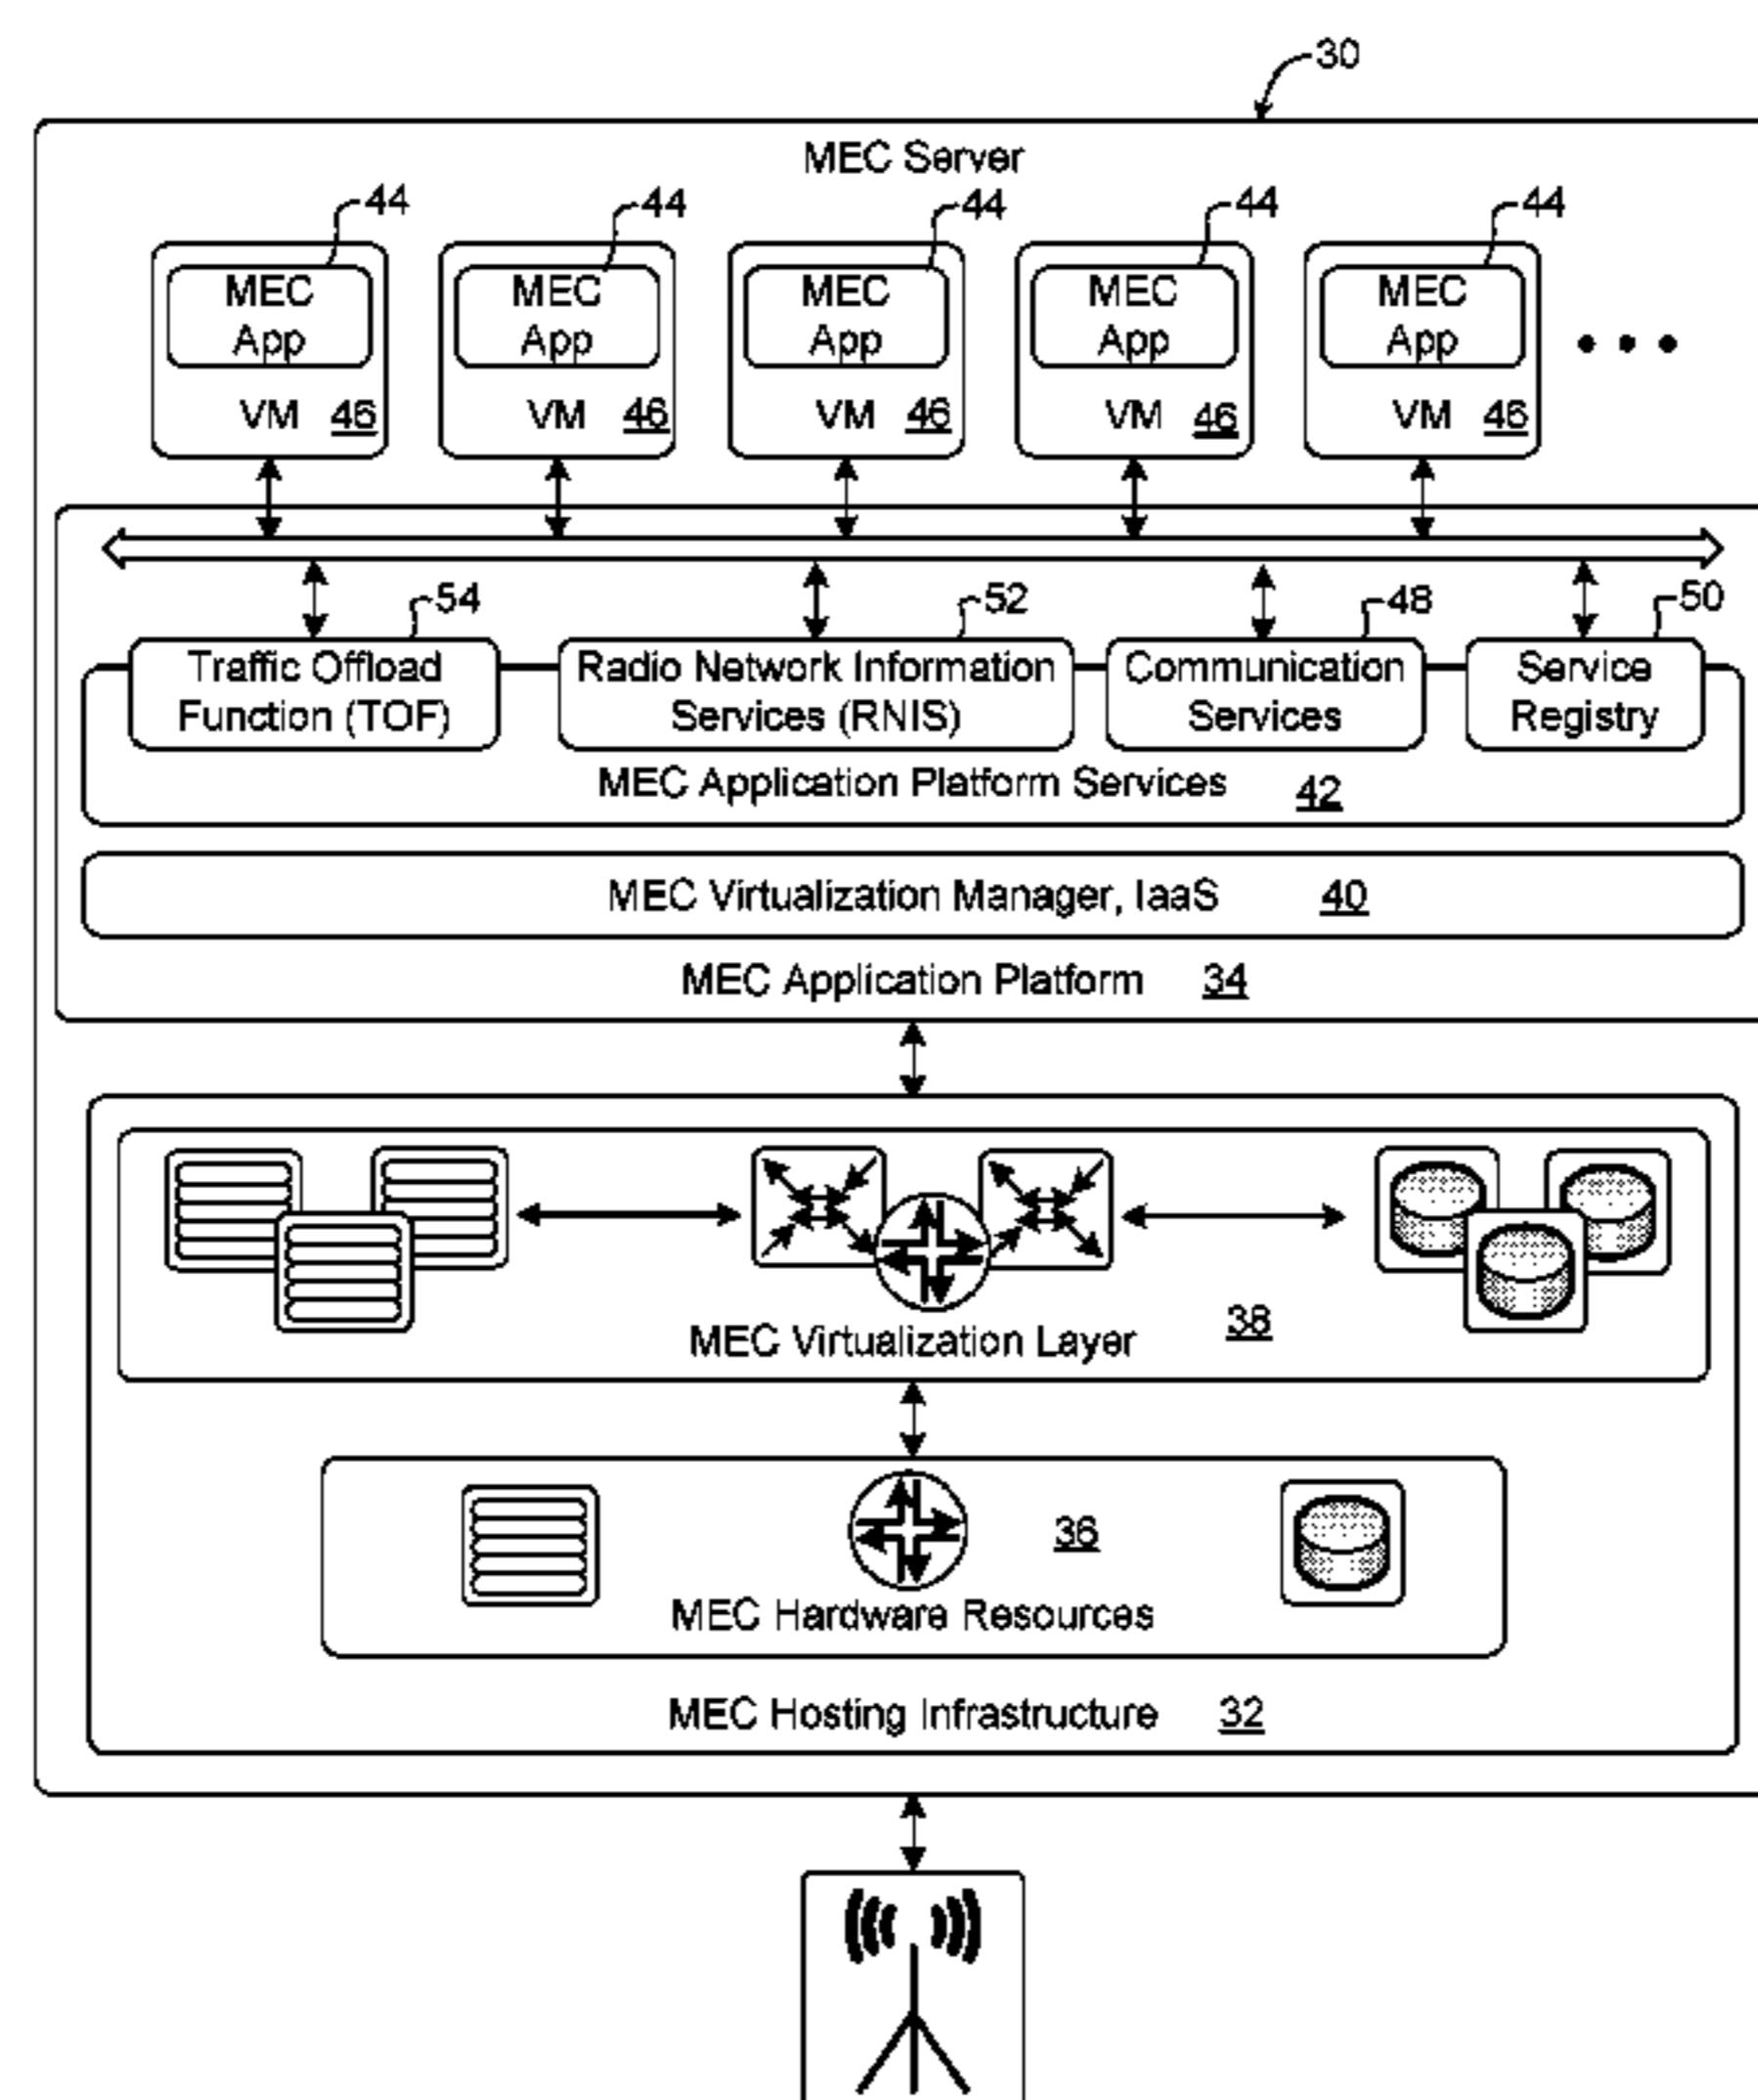 30
MEC Server
44 44 44 44 44
MEC MEC MEC MEC MEC
App App App App App
VM 46 VM 46 VM 46 VM 46 VM 46
54 52 48 50
Traffic Offload Radio Network Information Communication Service
Function (TOF) Services (RNIS) Services Registry
MEC Application Platform Services 42
MEC Virtualization Manager, IaaS 40
MEC Application Platform 34
MEC Virtualization Layer 38
36
MEC Hardware Resources
MEC Hosting Infrastructure 32